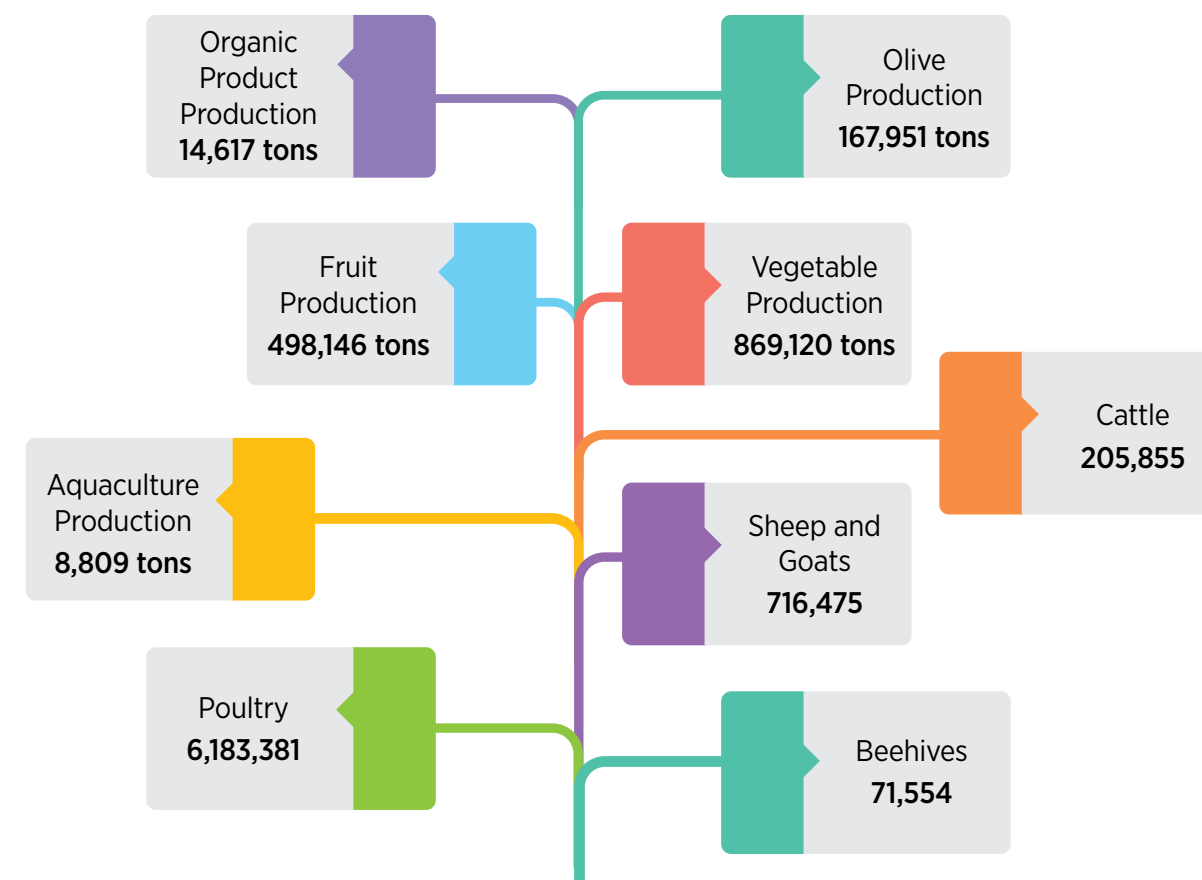 Organic
Product
Production
14,617 tons
Olive
Production
167,951 tons
Fruit
Production
498,146 tons
Vegetable
Production
869,120 tons
Cattle
205,855
Aquaculture
Production
8,809 tons
Sheep and
Goats
716,475
Poultry
6,183,381
Beehives
71,554